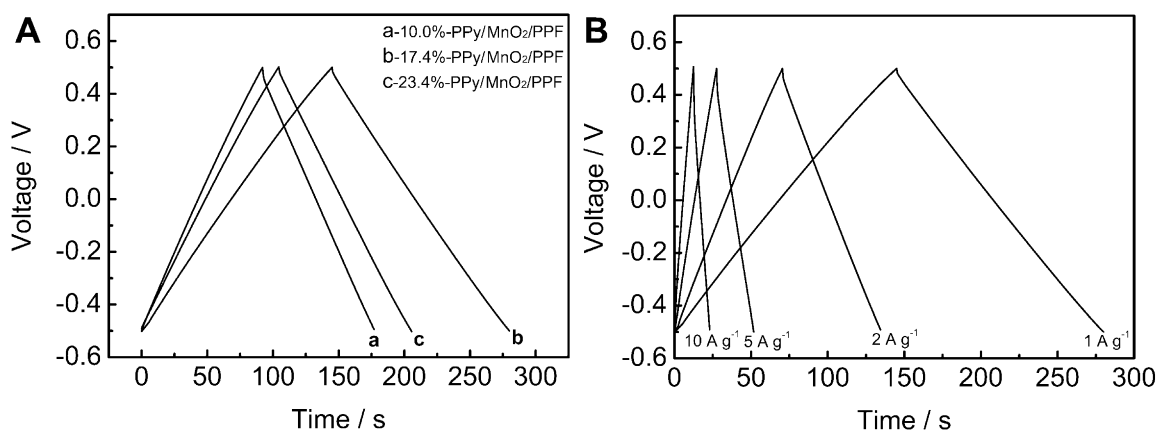 A
a-10.0%-PPy/MnO₂/PPF
b-17.4%-PPy/MnO₂/PPF
c-23.4%-PPy/MnO₂/PPF
Voltage / V
0.6
0.4
0.2
0.0
-0.2
-0.4
-0.6
a c b
0 50 100 150 200 250 300
Time / s
B
Voltage / V
0.6
0.4
0.2
0.0
-0.2
-0.4
-0.6
10 A g⁻¹ 5 A g⁻¹ 2 A g⁻¹ 1 A g⁻¹
0 50 100 150 200 250 300
Time / s